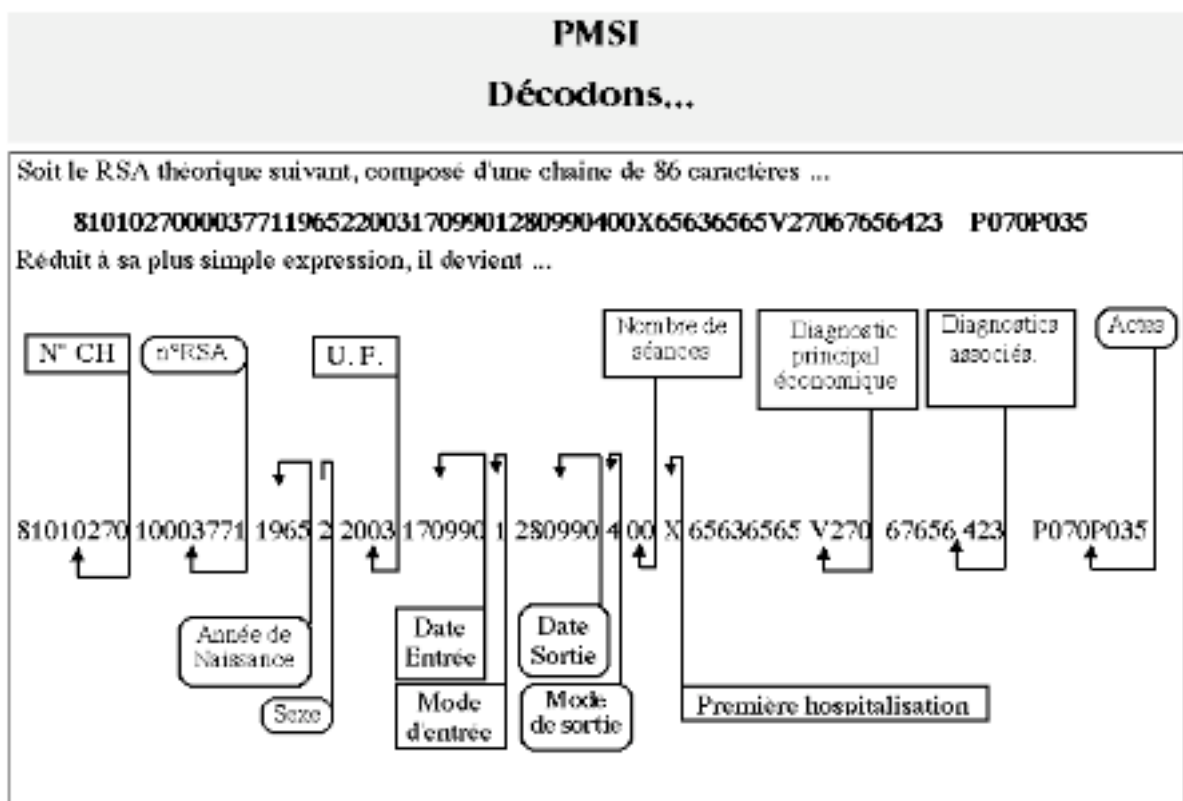 PMSI
Décodons...
Soit le RSA théorique suivant, composé d'une chaine de 86 caractères ...
8101027000037711965220031709901280990400X65636565V27067656423 P070P035
Réduit à sa plus simple expression, il devient ...
N° CH
n°RSA
U. F.
Nombre de
séances
Diagnostic
principal
économique
Diagnostics
associés.
Actes
81010270 10003771 1965 2 2003 170990 1 280990 4 00 X 65636565 V270 67656 423 P070P035
Année de
Naissance
Sexe
Date
Entrée
Mode
d'entrée
Date
Sortie
Mode
de sortie
Première hospitalisation